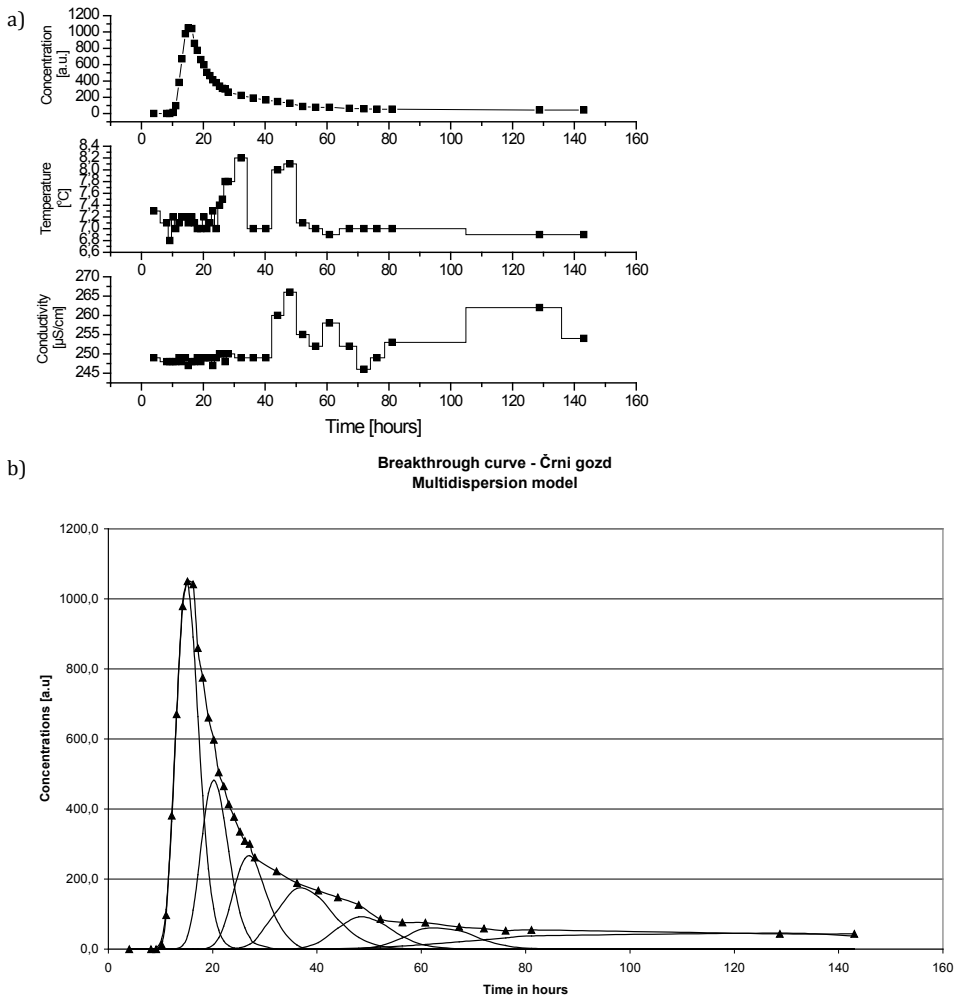 a)
Concentration
[a.u.]
1200
1000
800
600
400
200
0
0 20 40 60 80 100 120 140 160
Temperature
[°C]
8,4
8,2
8,0
7,8
7,6
7,4
7,2
7,0
6,8
6,6
0 20 40 60 80 100 120 140 160
Conductivity
[µS/cm]
270
265
260
255
250
245
0 20 40 60 80 100 120 140 160
Time [hours]
b)
Breakthrough curve - Črni gozd
Multidispersion model
Concentrations [a.u]
1200,0
1000,0
800,0
600,0
400,0
200,0
0,0
0 20 40 60 80 100 120 140 160
Time in hours